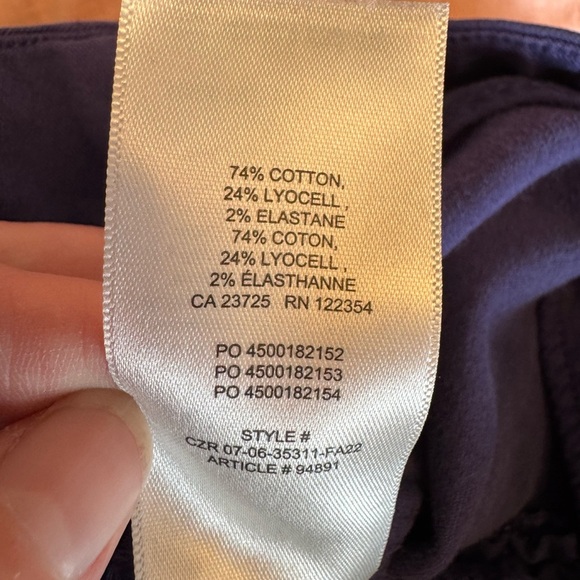 74% COTTON,
24% LYOCELL ,
2% ELASTANE
74% COTON,
24% LYOCELL ,
2% ÉLASTHANNE
CA 23725 RN 122354
PO 4500182152
PO 4500182153
PO 4500182154
STYLE #
CZR 07-06-35311-FA22
ARTICLE # 94891